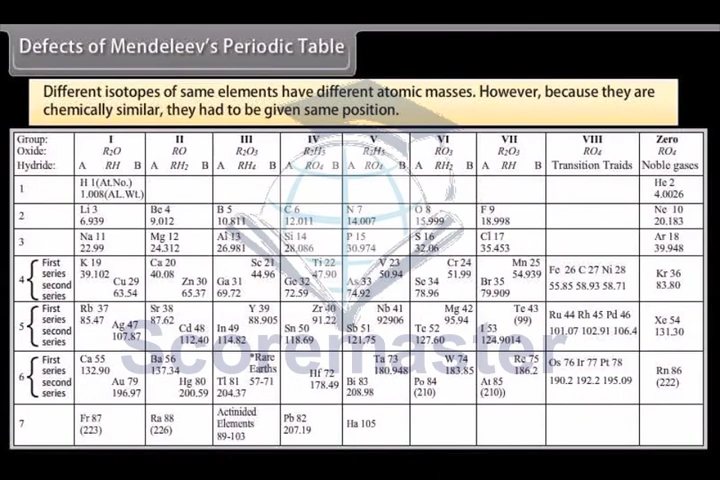 Defects of Mendeleev's Periodic Table
Different isotopes of same elements have different atomic masses. However, because they are
chemically similar, they had to be given same position.
Group: I II III IV V VI VII VIII Zero
Oxide: R₂O RO R₂O₃ R₂H₅ R₂H₅ RO₃ R₂O₃ RO₄ RO₄
Hydride: A RH B A RH₂ B A RH₄ B A RO₄ B A RO₅ B A RH₂ B A RH B Transition Traids Noble gases
1 H 1(At.No.) He 2
1.008(AL.Wt.) 4.0026
2 Li 3 Be 4 B 5 C 6 N 7 O 8 F 9 Ne 10
6.939 9.012 10.811 12.011 14.007 15.999 18.998 20.183
3 Na 11 Mg 12 Al 13 Si 14 P 15 S 16 Cl 17 Ar 18
22.99 24.312 26.981 28.086 30.974 32.06 35.453 39.948
4 First series second series
K 19 Ca 20 Sc 21 Ti 22 V 23 Cr 24 Mn 25
39.102 40.08 44.96 47.90 50.94 51.99 54.939
Fe 26 C 27 Ni 28 Kr 36
Cu 29 Zn 30 Ga 31 Ge 32 As 33 Se 34 Br 35
63.54 65.37 69.72 72.59 74.92 78.96 79.909
55.85 58.93 58.71 83.80
5 First series second series
Rb 37 Sr 38 Y 39 Zr 40 Nb 41 Mg 42 Te 43
85.47 87.62 88.905 91.22 92906 95.94 (99)
Ru 44 Rh 45 Pd 46 Xe 54
Ag 47 Cd 48 In 49 Sn 50 Sb 51 Te 52 I 53
107.87 112.40 114.82 118.69 121.75 127.60 124.9014
101.07 102.91 106.4 131.30
6 First series second series
Ca 55 Ba 56 *Rare Earths Hf 72 Ta 73 W 74 Re 75
132.90 137.34 57-71 178.49 180.948 183.85 186.2
Os 76 Ir 77 Pt 78 Rn 86
Au 79 Hg 80 Tl 81 Bi 83 Po 84 At 85
196.97 200.59 204.37 208.98 (210) (210))
190.2 192.2 195.09 (222)
7 Fr 87 Ra 88 Actinided Elements Pb 82 Ha 105
(223) (226) 89-103 207.19
Scoremaster